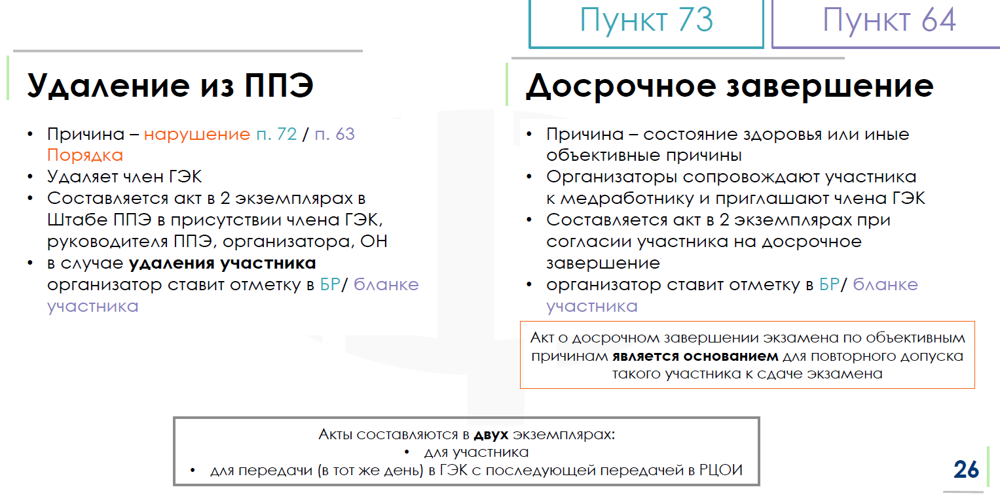 Пункт 73
Пункт 64
Удаление из ППЭ
• Причина – нарушение п. 72 / п. 63
Порядка
• Удаляет член ГЭК
• Составляется акт в 2 экземплярах в
Штабе ППЭ в присутствии члена ГЭК,
руководителя ППЭ, организатора, ОН
• в случае удаления участника
организатор ставит отметку в БР/ бланке
участника
Досрочное завершение
• Причина – состояние здоровья или иные
объективные причины
• Организаторы сопровождают участника
к медработнику и приглашают члена ГЭК
• Составляется акт в 2 экземплярах при
согласии участника на досрочное
завершение
• организатор ставит отметку в БР/ бланке
участника
Акт о досрочном завершении экзамена по объективным
причинам является основанием для повторного допуска
такого участника к сдаче экзамена
Акты составляются в двух экземплярах:
• для участника
• для передачи (в тот же день) в ГЭК с последующей передачей в РЦОИ
26